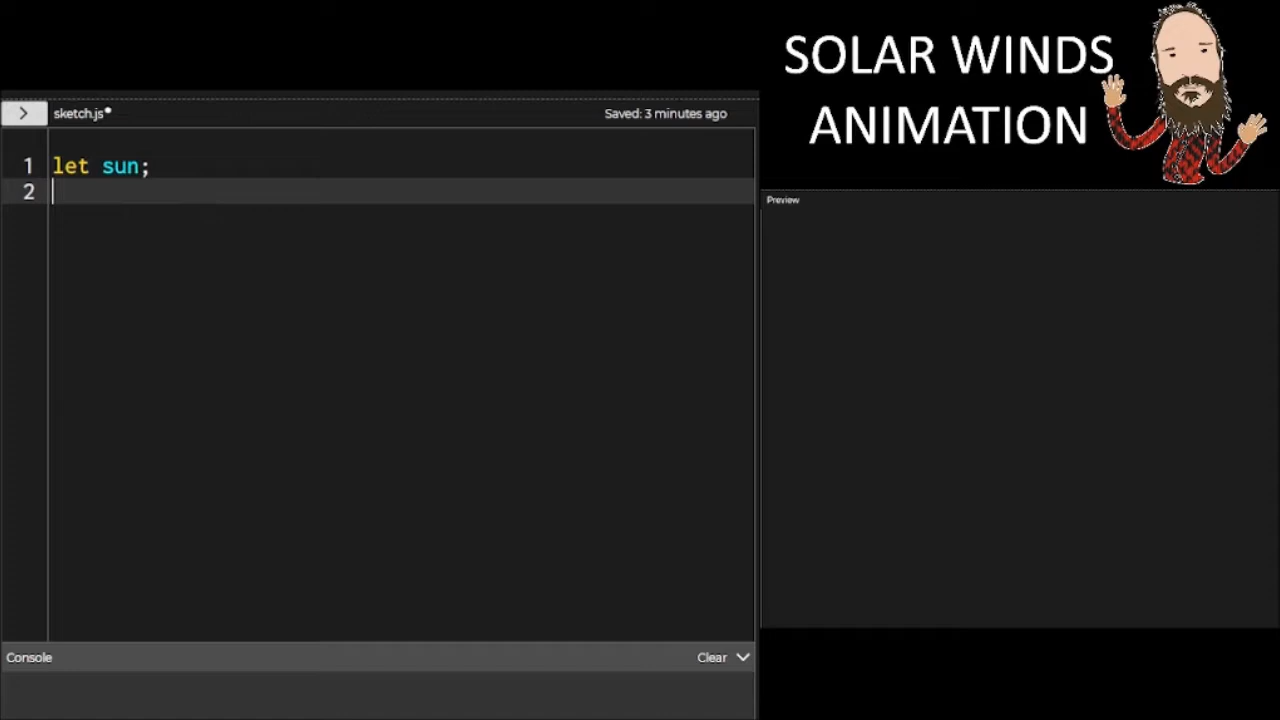 SOLAR WINDS
ANIMATION
> sketch.js• Saved: 3 minutes ago
1 let sun;
2
Preview
Console Clear